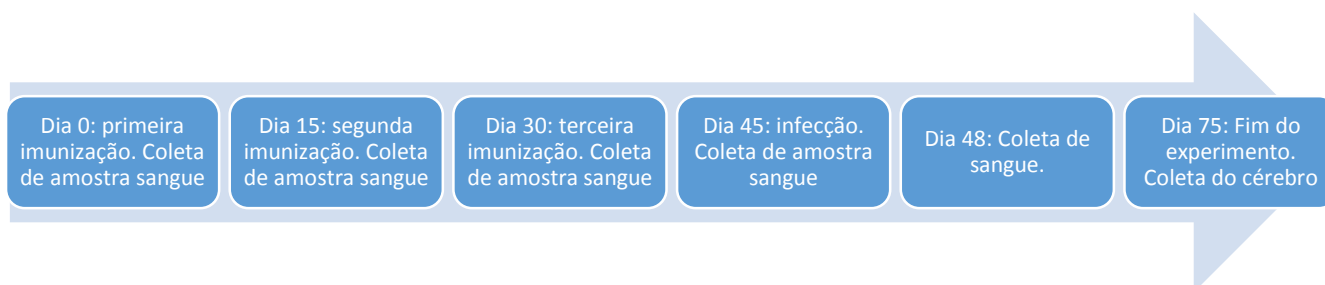 Dia 0: primeira
imunização. Coleta
de amostra sangue
Dia 15: segunda
imunização. Coleta
de amostra sangue
Dia 30: terceira
imunização. Coleta
de amostra sangue
Dia 45: infecção.
Coleta de amostra
sangue
Dia 48: Coleta de
sangue.
Dia 75: Fim do
experimento.
Coleta do cérebro